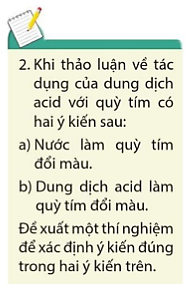 2. Khi thảo luận về tác
dụng của dung dịch
acid với quỳ tím có
hai ý kiến sau:
a) Nước làm quỳ tím
đổi màu.
b) Dung dịch acid làm
quỳ tím đổi màu.
Đề xuất một thí nghiệm
để xác định ý kiến đúng
trong hai ý kiến trên.